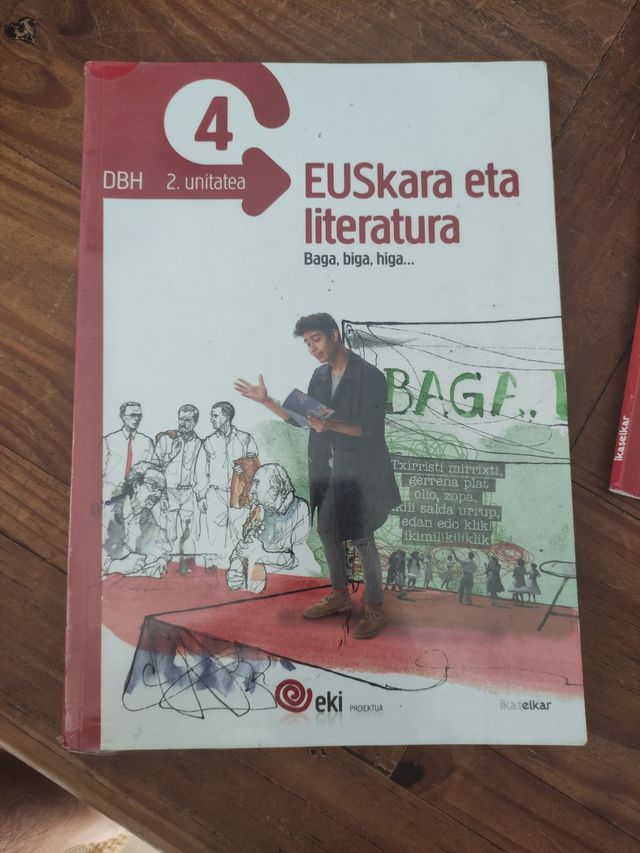 4
DBH 2. unitatea
EUSkara eta
literatura
Baga, biga, higa...
BAGA.
Txirristi mirrixti,
gerrena plat
olio, zopa,
kili salda urrup,
edan edo klik
ikimilikiliklik
eki PROIEKTUA
ikaselkar
ikaselkar